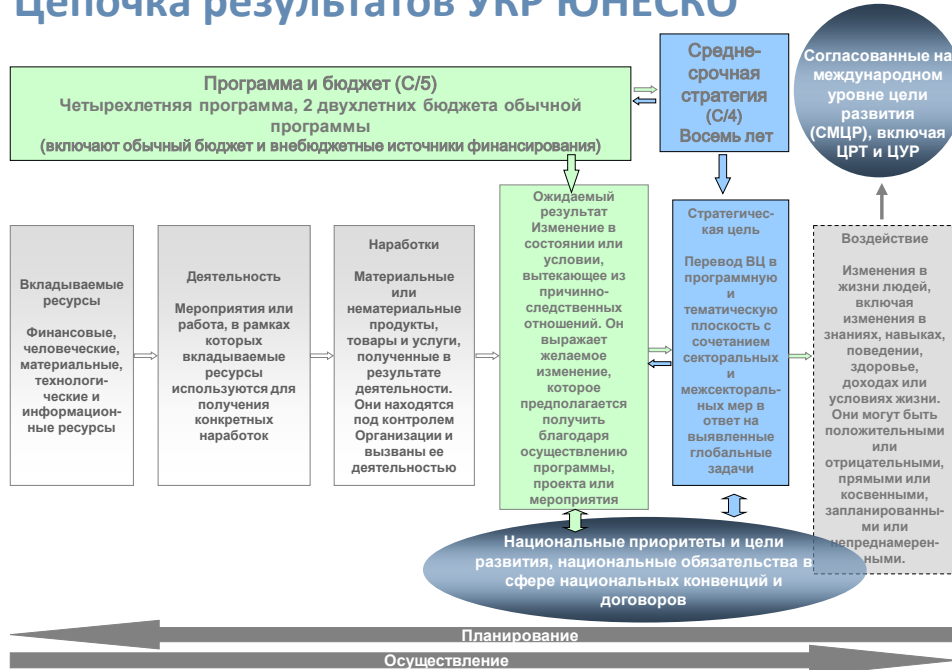 Цепочка результатов УКР ЮНЕСКО
Программа и бюджет (C/5)
Четырехлетняя программа, 2 двухлетних бюджета обычной
программы
(включают обычный бюджет и внебюджетные источники финансирования)
Средне-
срочная
стратегия
(C/4)
Восемь лет
Согласованные на
международном
уровне цели
развития
(СМЦР), включая
ЦРТ и ЦУР
Вкладываемые
ресурсы
Финансовые,
человеческие,
материальные,
технологи-
ческие и
информацион-
ные ресурсы
Деятельность
Мероприятия или
работа, в рамках
которых
вкладываемые
ресурсы
используются для
получения
конкретных
наработок
Наработки
Материальные
или
нематериальные
продукты,
товары и услуги,
полученные в
результате
деятельности.
Они находятся
под контролем
Организации и
вызваны ее
деятельностью
Ожидаемый
результат
Изменение в
состоянии или
условии,
вытекающее из
причинно-
следственных
отношений. Он
выражает
желаемое
изменение,
которое
предполагается
получить
благодаря
осуществлению
программы,
проекта или
мероприятия
Стратегичес-
кая цель
Перевод ВЦ в
программную
и
тематическую
плоскость с
сочетанием
секторальных
и
межсектораль-
ных мер в
ответ на
выявленные
глобальные
задачи
Воздействие
Изменения в
жизни людей,
включая
изменения в
знаниях, навыках,
поведении,
здоровье,
доходах или
условиях жизни.
Они могут быть
положительными
или
отрицательными,
прямыми или
косвенными,
запланированны-
ми или
непреднамерен-
ными.
Национальные приоритеты и цели
развития, национальные обязательства в
сфере национальных конвенций и
договоров
Планирование
Осуществление